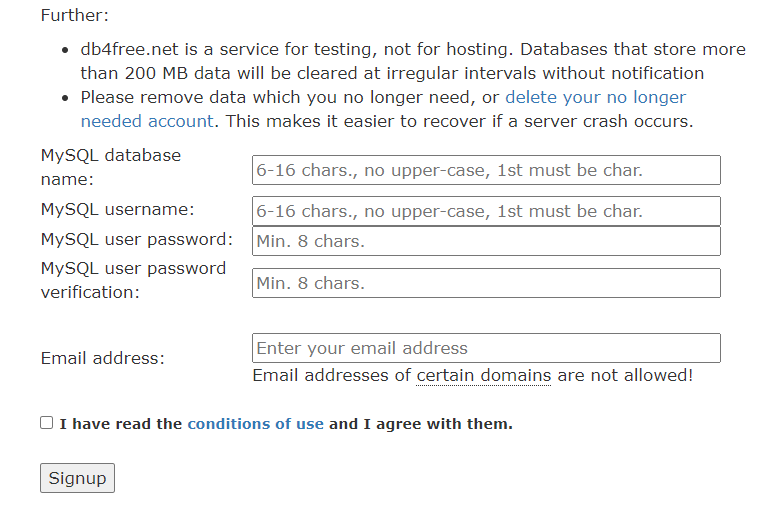 Further:
db4free.net is a service for testing, not for hosting. Databases that store more
than 200 MB data will be cleared at irregular intervals without notification
Please remove data which you no longer need, or delete your no longer
needed account. This makes it easier to recover if a server crash occurs.
MySQL database
name:
6-16 chars., no upper-case, 1st must be char.
MySQL username:
6-16 chars., no upper-case, 1st must be char.
MySQL user password:
Min. 8 chars.
MySQL user password
verification:
Min. 8 chars.
Email address:
Enter your email address
Email addresses of certain domains are not allowed!
I have read the conditions of use and I agree with them.
Signup